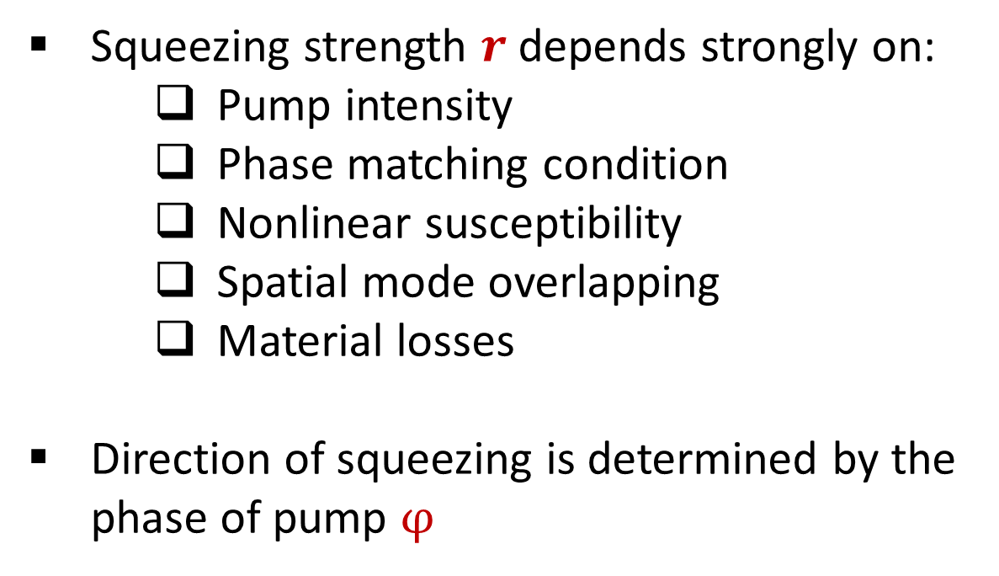 ▪ Squeezing strength r depends strongly on:
❑ Pump intensity
❑ Phase matching condition
❑ Nonlinear susceptibility
❑ Spatial mode overlapping
❑ Material losses
▪ Direction of squeezing is determined by the
phase of pump φ